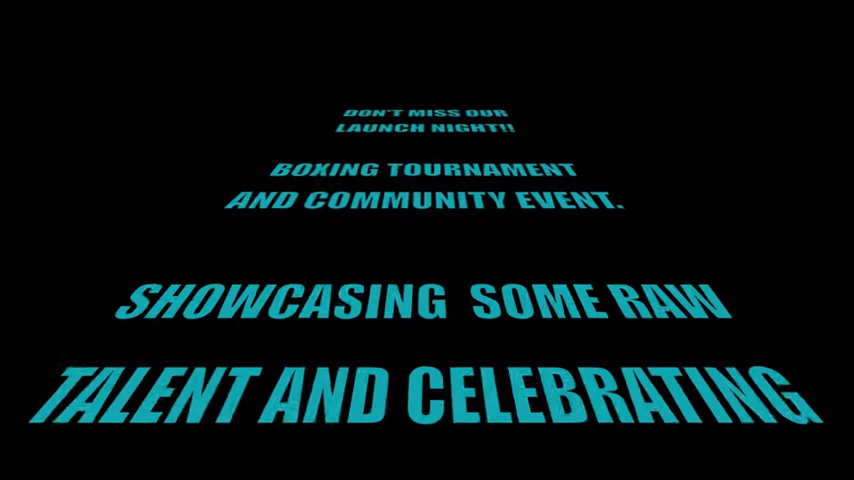 DON'T MISS OUR
LAUNCH NIGHT!!
BOXING TOURNAMENT
AND COMMUNITY EVENT.
SHOWCASING SOME RAW
TALENT AND CELEBRATING